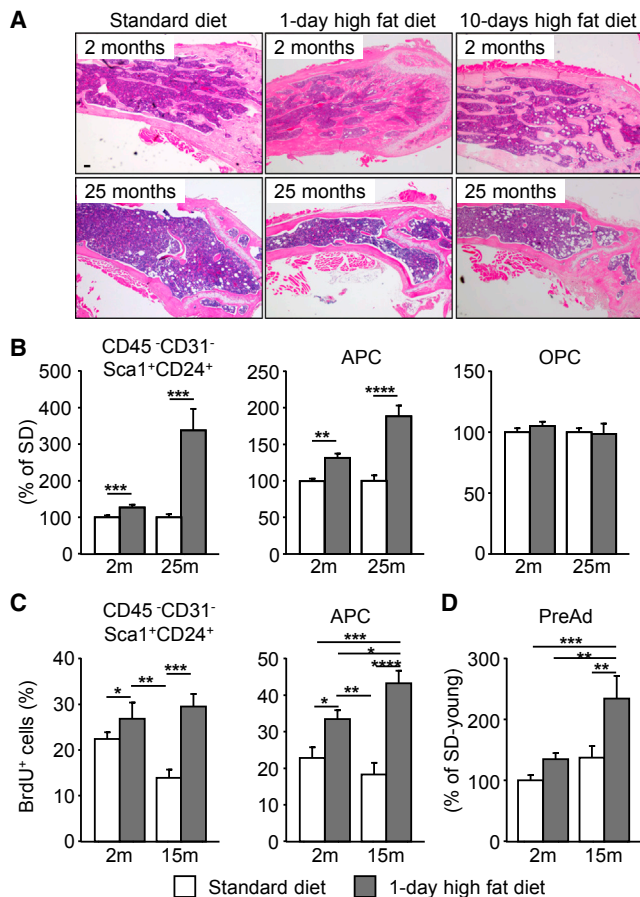 A
Standard diet
1-day high fat diet
10-days high fat diet
2 months
2 months
2 months
25 months
25 months
25 months
B
CD45 -CD31-
Sca1+CD24+
APC
OPC
(% of SD)
500
400
300
200
100
0
***
***
2m
25m
200
150
100
50
0
**
****
2m
25m
150
100
50
0
2m
25m
C
CD45 -CD31-
Sca1+CD24+
APC
D
PreAd
BrdU+ cells (%)
40
30
20
10
0
*
**
***
2m
15m
50
40
30
20
10
0
***
*
****
**
*
2m
15m
(% of SD-young)
300
200
100
0
***
**
**
2m
15m
Standard diet
1-day high fat diet